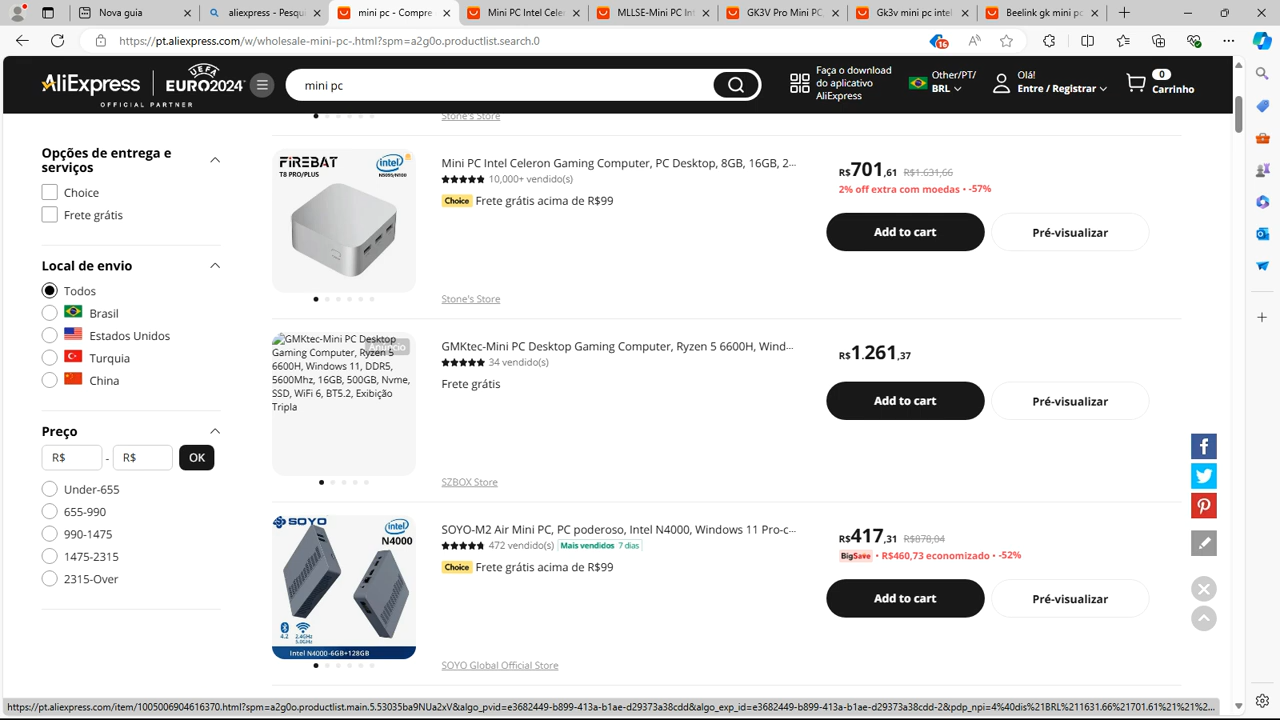 Not
aliexpress - Pesqui
mini pc - Compre
Mini PC Intel Celer
MLLSE-Mini PC Int
GK3V Pro Mini PC
Gk3v mini pc intel
Beelink mini pc
https://pt.aliexpress.com/w/wholesale-mini-pc-.html?spm=a2g0o.productlist.search.0
16
AliExpress
UEFA
EURO2024
OFFICIAL PARTNER
mini pc
Faça o download
do aplicativo
AliExpress
Other/PT/
BRL
Olá!
Entre / Registrar
0
Carrinho
Stone's Store
Opções de entrega e
serviços
Choice
Frete grátis
Local de envio
Todos
Brasil
Estados Unidos
Turquia
China
Preço
R$ - R$ OK
Under-655
655-990
990-1475
1475-2315
2315-Over
FIREBAT
T8 PRO/PLUS
intel
Mini PC Intel Celeron Gaming Computer, PC Desktop, 8GB, 16GB, 2...
10,000+ vendido(s)
Choice Frete grátis acima de R$99
Stone's Store
R$701,61 R$1.631,66
2% off extra com moedas • -57%
Add to cart
Pré-visualizar
GMKtec-Mini PC Desktop
Gaming Computer, Ryzen 5
6600H, Windows 11, DDR5,
5600Mhz, 16GB, 500GB, Nvme,
SSD, WiFi 6, BT5.2, Exibição
Tripla
Anúncio
GMKtec-Mini PC Desktop Gaming Computer, Ryzen 5 6600H, Wind...
34 vendido(s)
Frete grátis
SZBOX Store
R$1.261,37
Add to cart
Pré-visualizar
SOYO
intel
N4000
4.2
2.4GHz
5.0GHz
Intel N4000-6GB+128GB
SOYO-M2 Air Mini PC, PC poderoso, Intel N4000, Windows 11 Pro-c...
472 vendido(s) Mais vendidos 7 dias
Choice Frete grátis acima de R$99
SOYO Global Official Store
R$417,31 R$878,04
BigSave • R$460,73 economizado • -52%
Add to cart
Pré-visualizar
https://pt.aliexpress.com/item/1005006904616370.html?spm=a2g0o.productlist.main.5.53035ba9NUa2xV&algo_pvid=e3682449-b899-413a-b1ae-d29373a38cdd&algo_exp_id=e3682449-b899-413a-b1ae-d29373a38cdd-2&pdp_npi=4%40dis%21BRL%211631.66%21701.61%21%21%2...